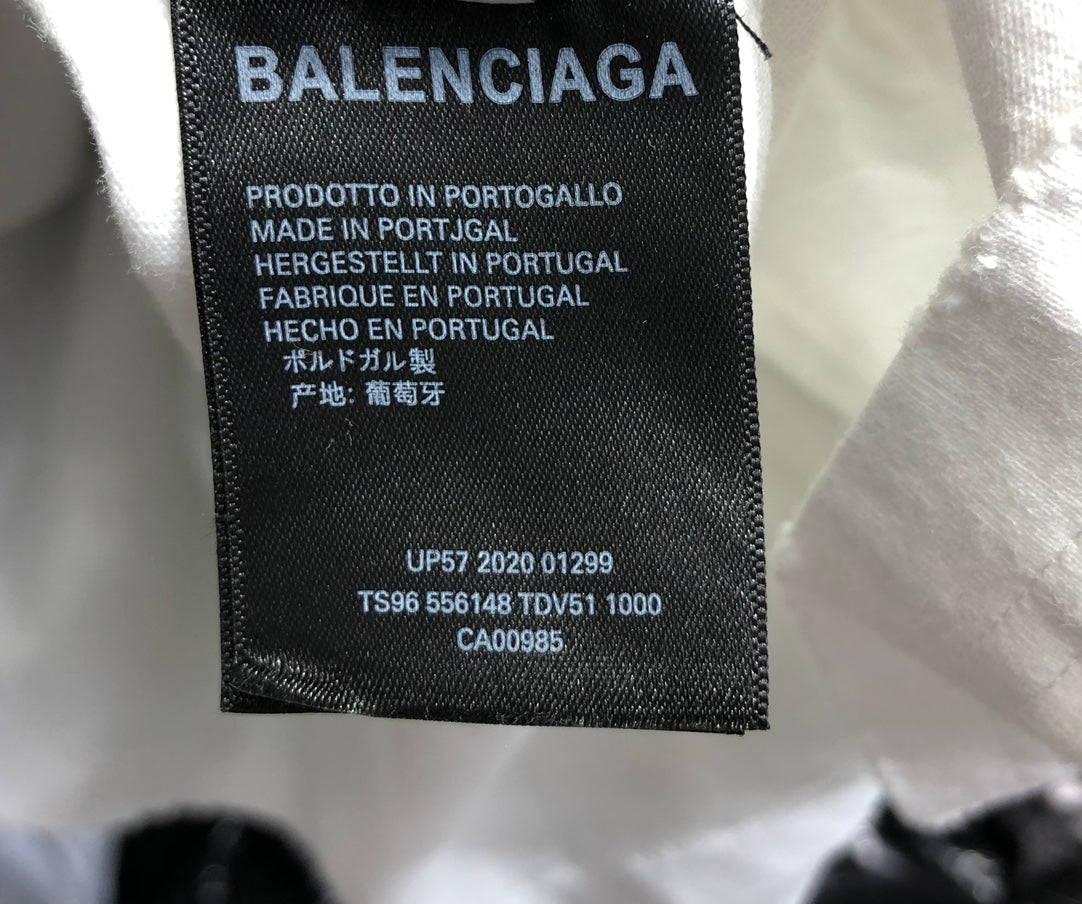 BALENCIAGA
PRODOTTO IN PORTOGALLO
MADE IN PORTJGAL
HERGESTELLT IN PORTUGAL
FABRIQUE EN PORTUGAL
HECHO EN PORTUGAL
ポルドガル製
产地: 葡萄牙
UP57 2020 01299
TS96 556148 TDV51 1000
CA00985